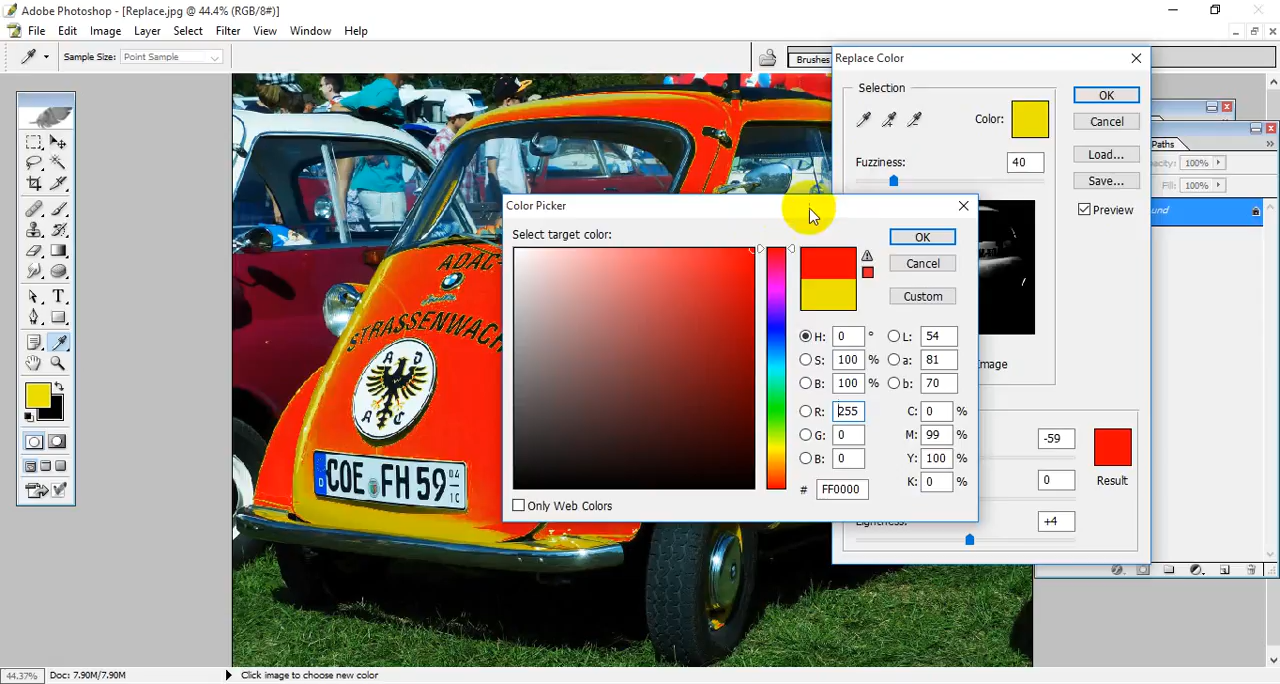 Adobe Photoshop - [Replace.jpg @ 44.4% (RGB/8#)]
File Edit Image Layer Select Filter View Window Help
Sample Size: Point Sample
Brushes
Replace Color
Selection
OK
Color:
Cancel
Fuzziness: 40
Load...
Save...
Preview
Paths
100%
Fill: 100%
Color Picker
Select target color:
OK
Cancel
Custom
H: 0 ° L: 54
S: 100 % a: 81
B: 100 % b: 70
R: 255 C: 0 %
G: 0 M: 99 %
B: 0 Y: 100 %
# FF0000 K: 0 %
Only Web Colors
-59
0
Result
Lightness: +4
ADAC
STRASSENWACH
A D
A C
COE FH 59
04
10
D
44.37% Doc: 7.90M/7.90M Click image to choose new color